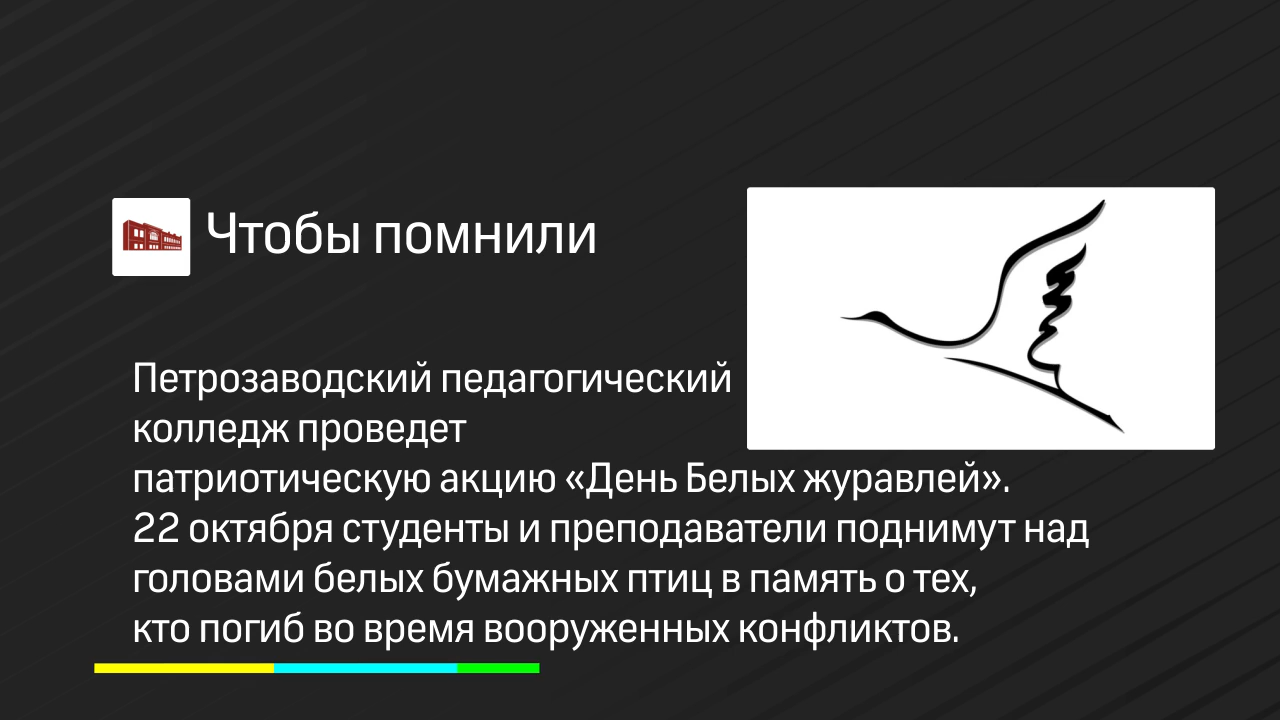 Чтобы помнили
Петрозаводский педагогический
колледж проведет
патриотическую акцию «День Белых журавлей».
22 октября студенты и преподаватели поднимут над
головами белых бумажных птиц в память о тех,
кто погиб во время вооруженных конфликтов.